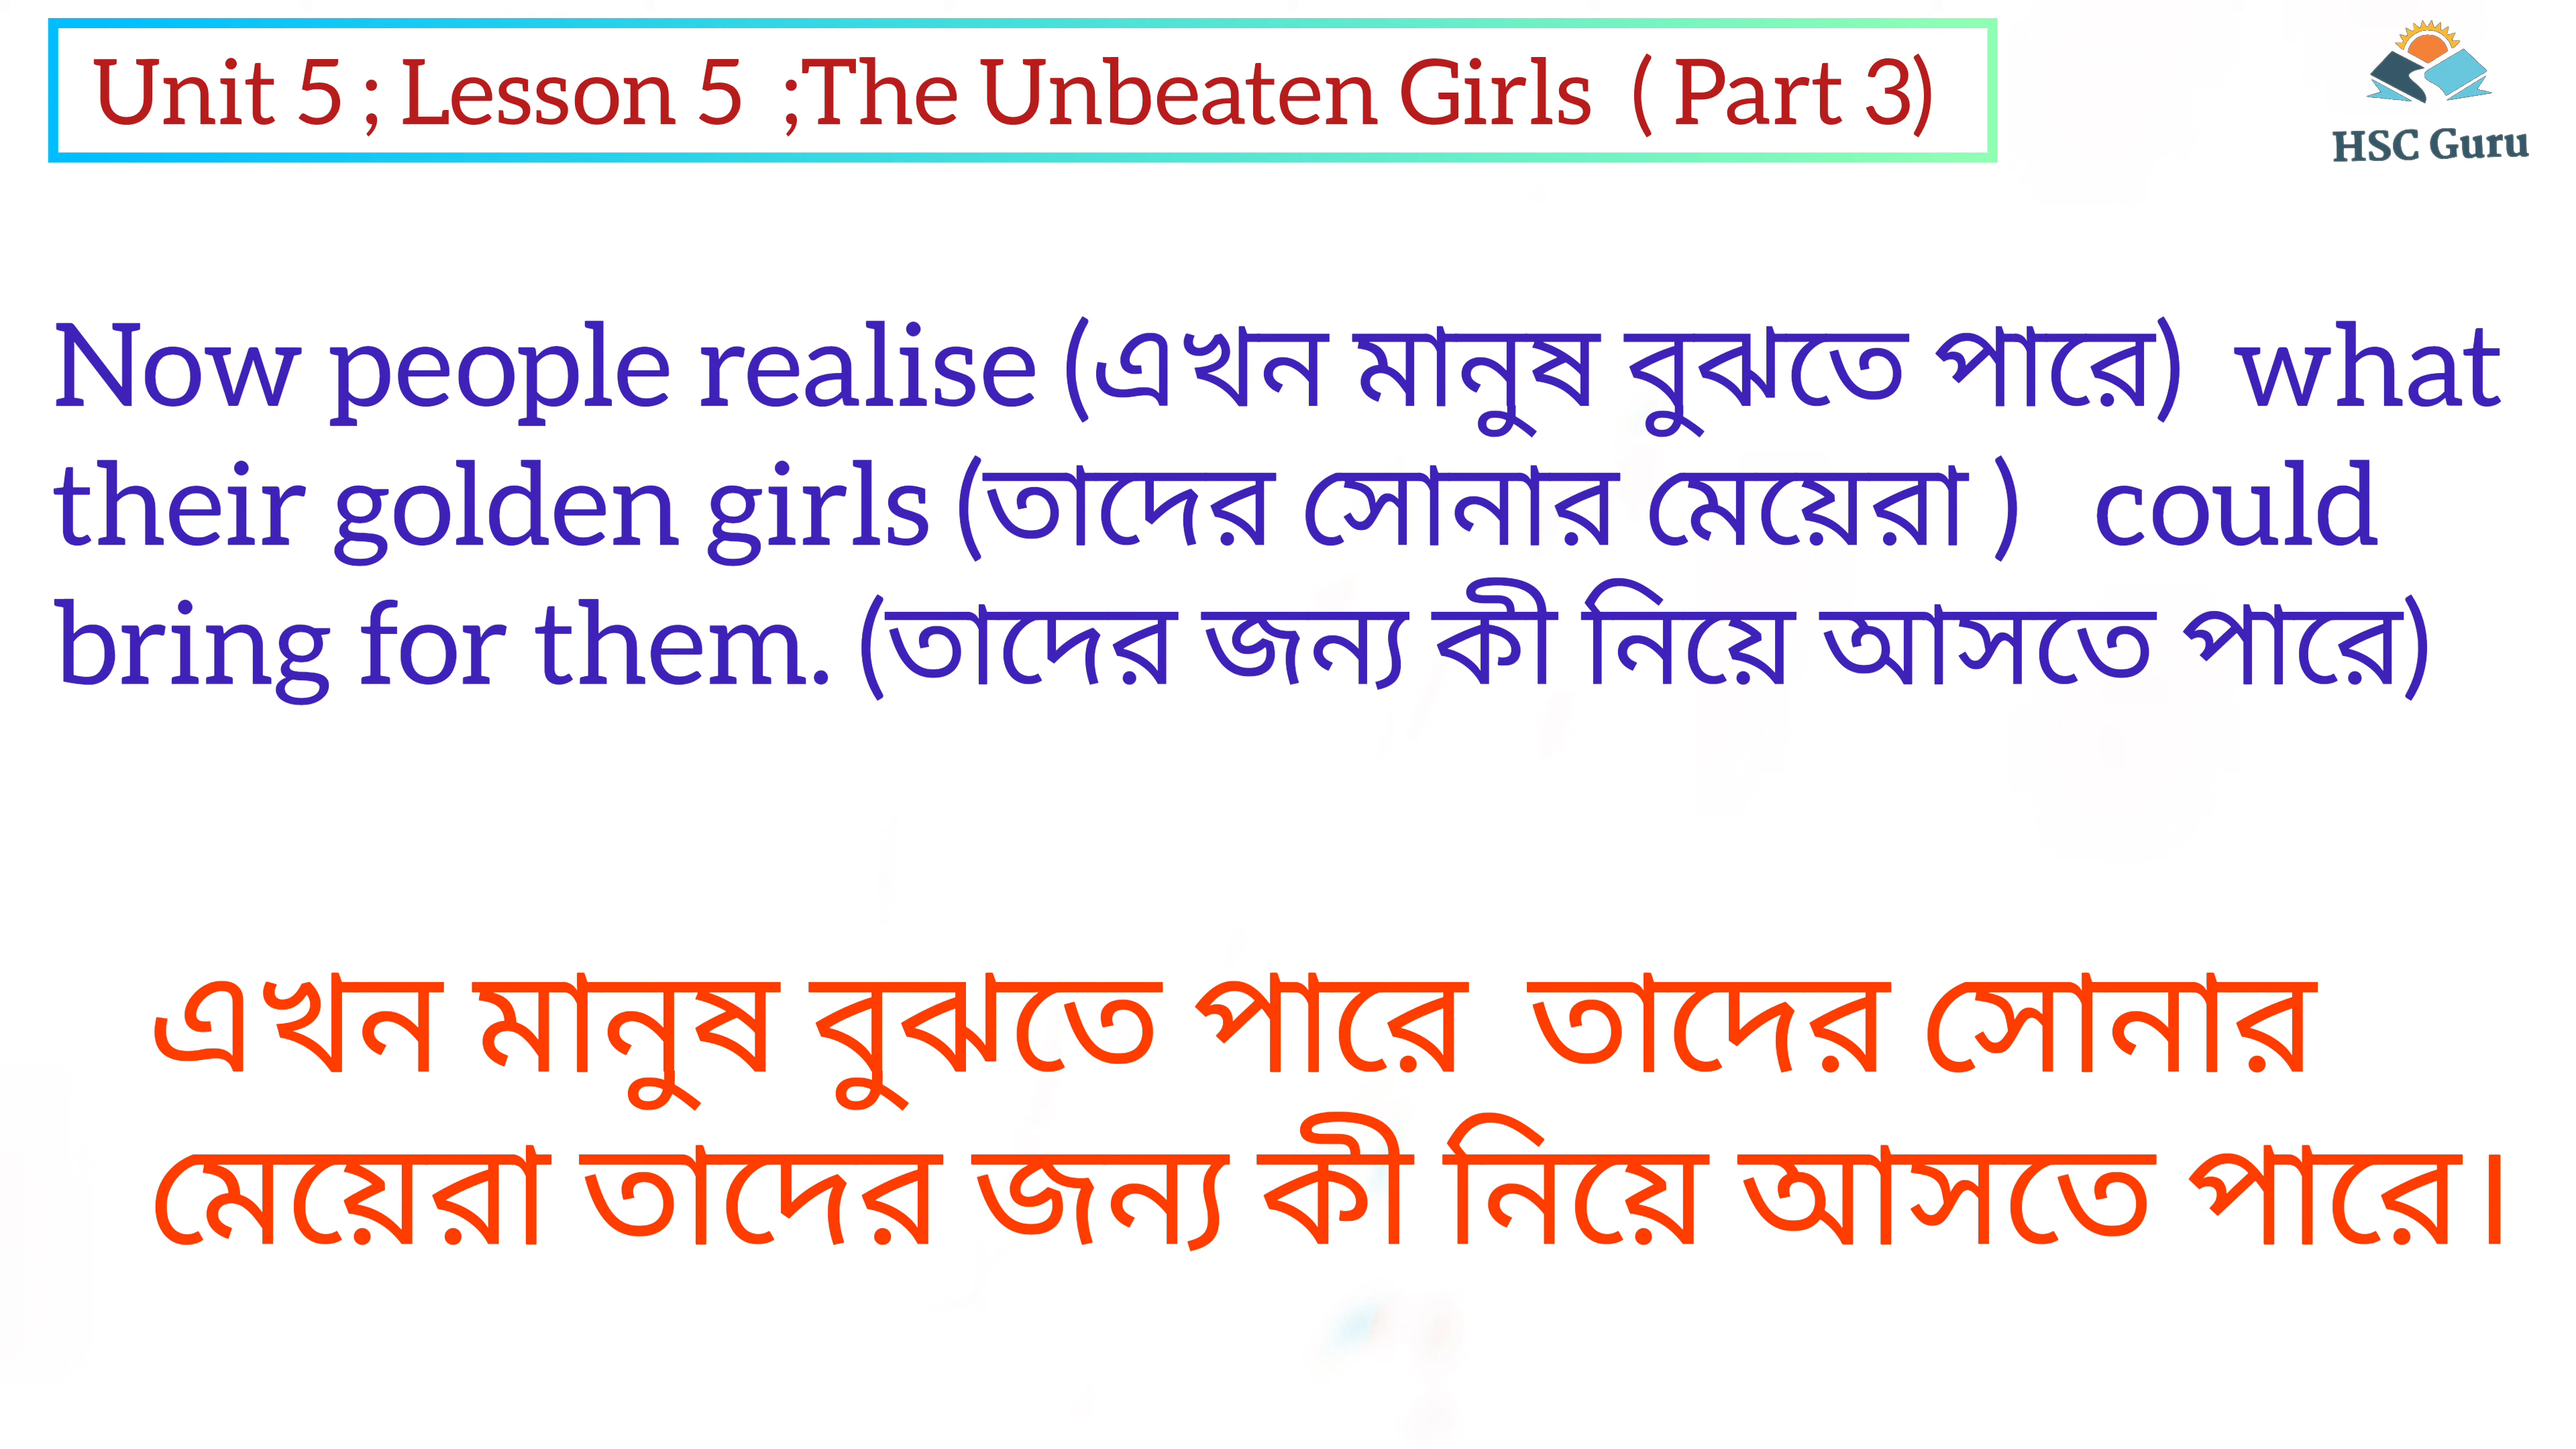 Unit 5 ; Lesson 5 ;The Unbeaten Girls ( Part 3)
HSC Guru
Now people realise (এখন মানুষ বুঝতে পারে) what
their golden girls (তাদের সোনার মেয়েরা ) could
bring for them. (তাদের জন্য কী নিয়ে আসতে পারে)
এখন মানুষ বুঝতে পারে তাদের সোনার
মেয়েরা তাদের জন্য কী নিয়ে আসতে পারে।